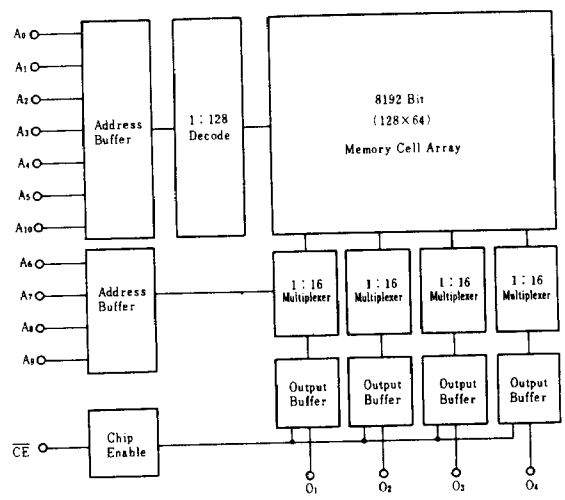 A₀
A₁
A₂
A₃
A₄
A₅
A₁₀
Address
Buffer
1 : 128
Decode
8192 Bit
(128×64)
Memory Cell Array
A₆
A₇
A₈
A₉
Address
Buffer
1 : 16
Multiplexer
1 : 16
Multiplexer
1 : 16
Multiplexer
1 : 16
Multiplexer
Output
Buffer
Output
Buffer
Output
Buffer
Output
Buffer
C̅E̅
Chip
Enable
O₁
O₂
O₃
O₄